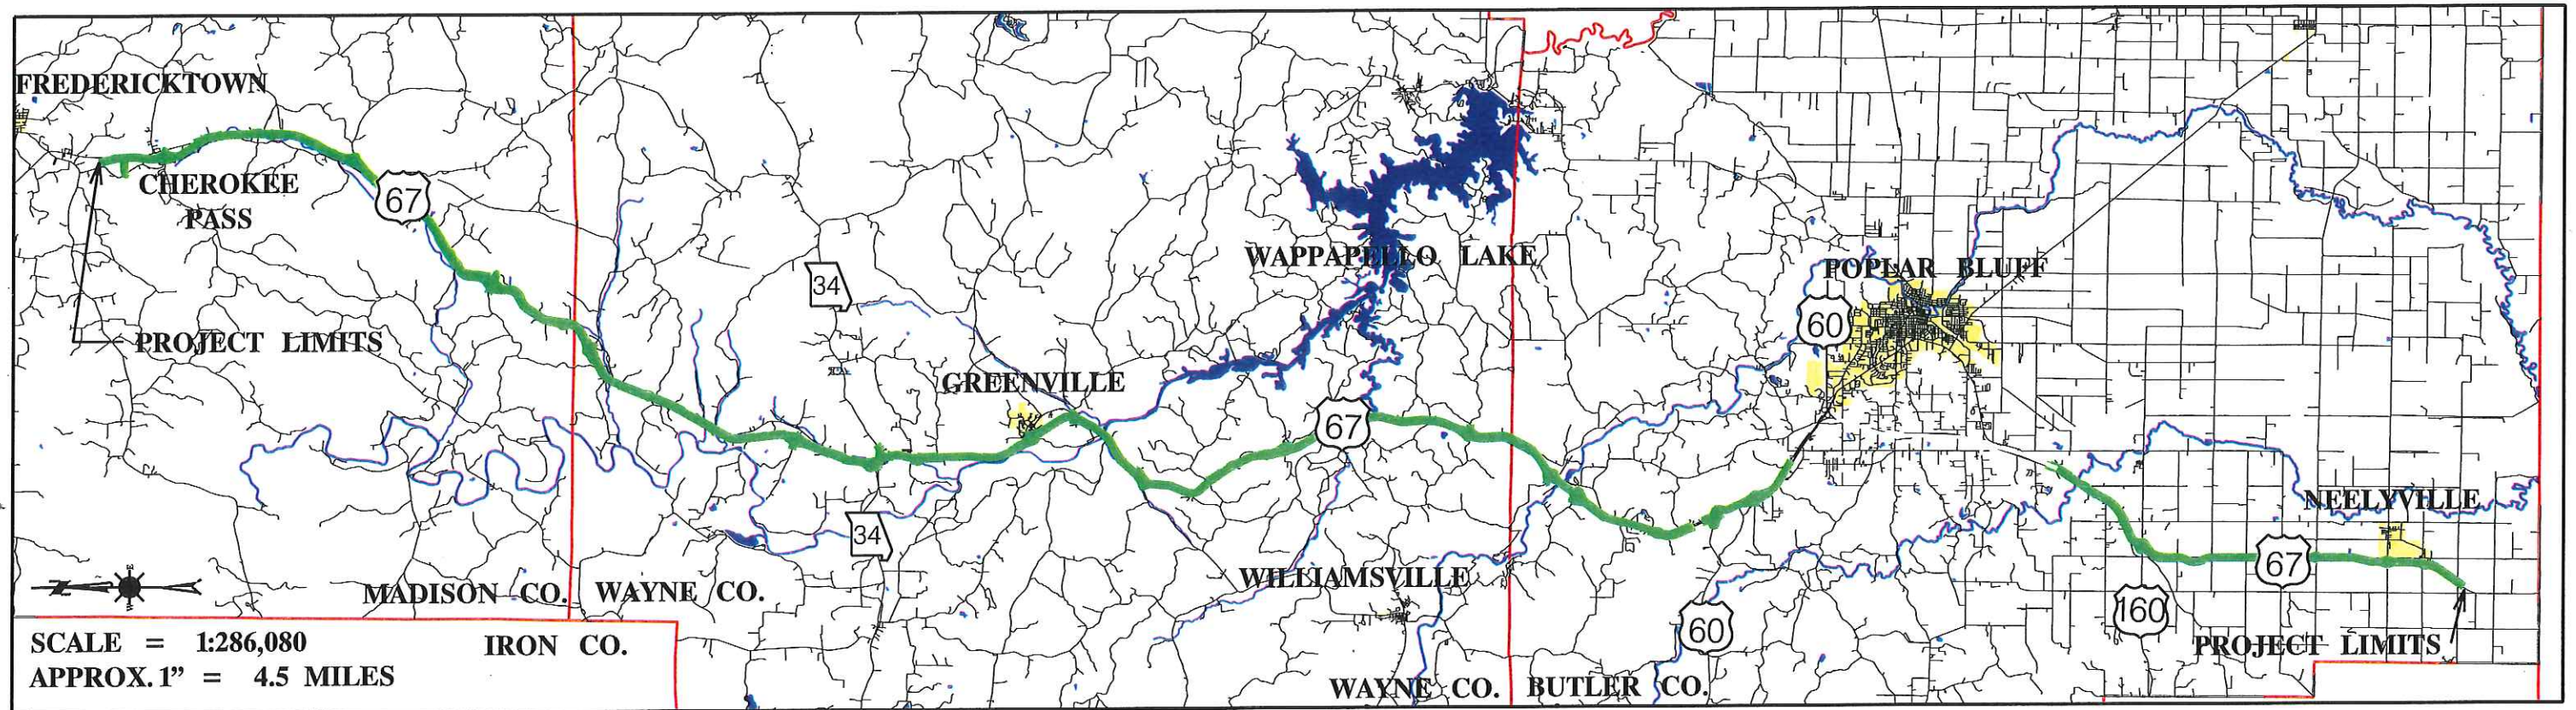 FREDERICKTOWN
CHEROKEE
PASS
67
PROJECT LIMITS
34
GREENVILLE
WAPPAPELLO LAKE
67
34
POPLAR BLUFF
60
NEELYVILLE
67
WILLIAMSVILLE
60
160
PROJECT LIMITS
N
MADISON CO.
WAYNE CO.
SCALE = 1:286,080
APPROX. 1” = 4.5 MILES
IRON CO.
WAYNE CO.
BUTLER CO.